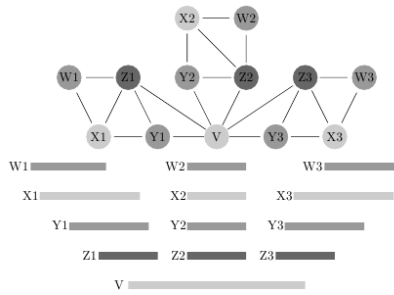 X2 W2
W1 Z1 Y2 Z2 Z3 W3
X1 Y1 V Y3 X3
W1 W2 W3
X1 X2 X3
Y1 Y2 Y3
Z1 Z2 Z3
V